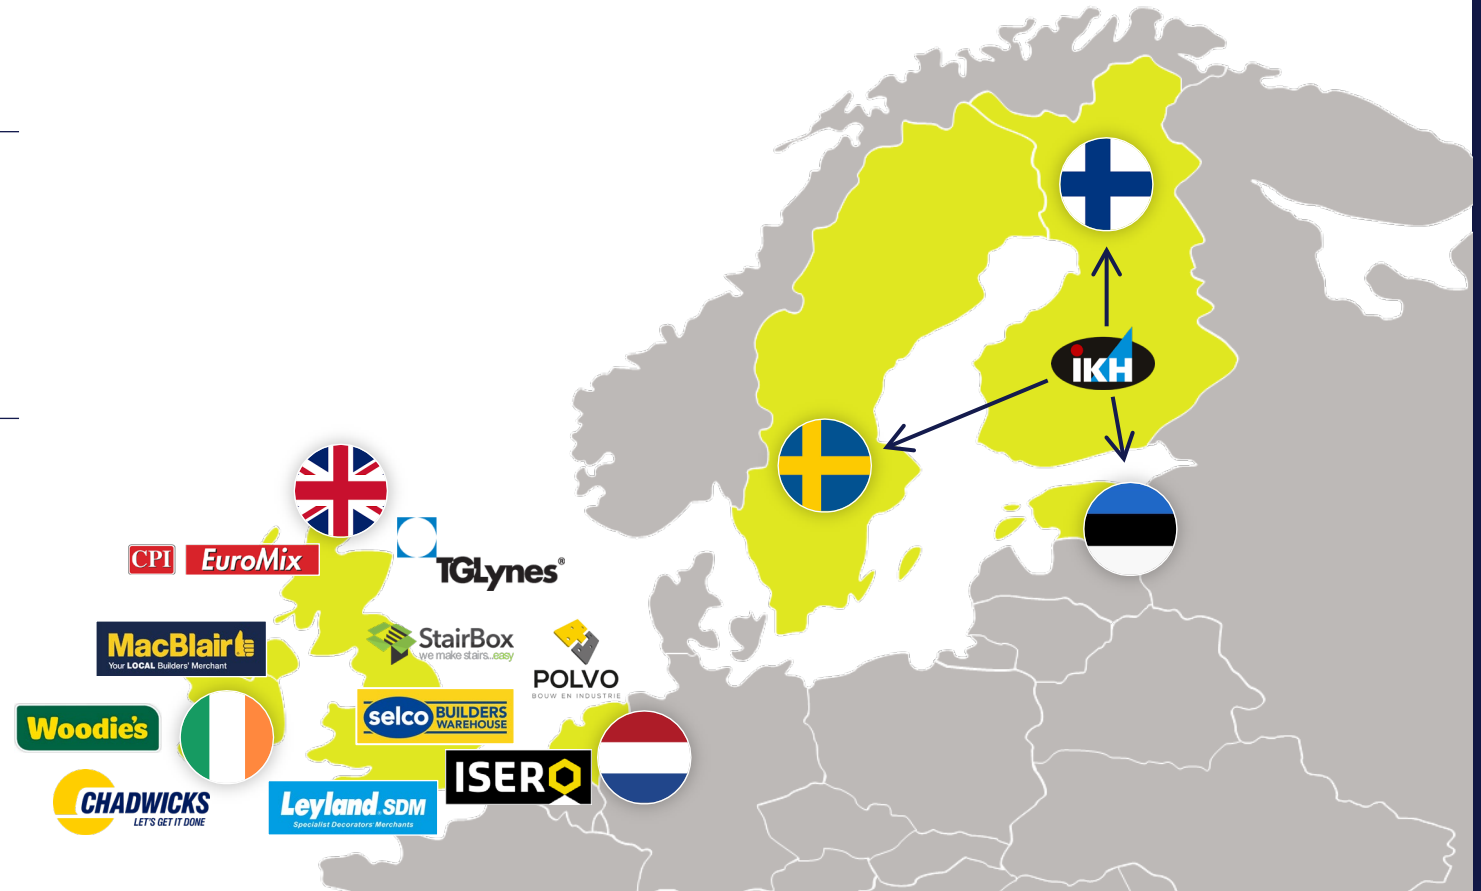 iKH
CPI EuroMix
TGLynes®
MacBlair
Your LOCAL Builders' Merchant
StairBox
we make stairs...easy
POLVO
BOUW EN INDUSTRIE
Woodie's
selco BUILDERS
WAREHOUSE
ISERO
CHADWICKS
LET'S GET IT DONE
Leyland SDM
Specialist Decorators' Merchants